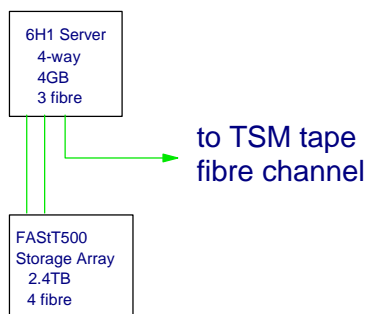 6H1 Server
4-way
4GB
3 fibre
to TSM tape
fibre channel
FAStT500
Storage Array
2.4TB
4 fibre